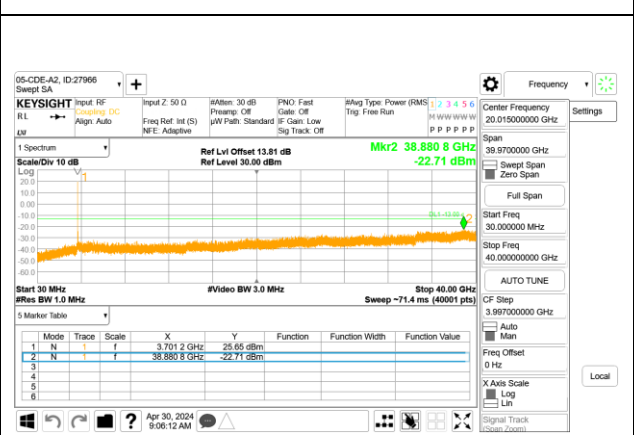 05-CDE-A2, ID:27966
Swept SA
Frequency
KEYSIGHT
RL
Input: RF
Coupling: DC
Align: Auto
Input Z: 50 Ω
Freq Ref: Int (S)
NFE: Adaptive
#Atten: 30 dB
Preamp: Off
µW Path: Standard
PNO: Fast
Gate: Off
IF Gain: Low
Sig Track: Off
#Avg Type: Power (RMS
Trig: Free Run
1 2 3 4 5 6
M W W W W W
P P P P P P
1 Spectrum
Scale/Div 10 dB
Ref Lvl Offset 13.81 dB
Ref Level 30.00 dBm
Mkr2 38.880 8 GHz
-22.71 dBm
Log
20.0
10.0
0.00
-10.0
-20.0
-30.0
-40.0
-50.0
-60.0
1
2
Start 30 MHz
#Res BW 1.0 MHz
#Video BW 3.0 MHz
Stop 40.00 GHz
Sweep ~71.4 ms (40001 pts)
5 Marker Table
Mode Trace Scale X Y Function Function Width Function Value
1 N 1 f 3.701 2 GHz 25.65 dBm
2 N 1 f 38.880 8 GHz -22.71 dBm
3
4
5
6
Apr 30, 2024
9:06:12 AM
Center Frequency
20.015000000 GHz
Settings
Span
39.9700000 GHz
Swept Span
Zero Span
Full Span
Start Freq
30.000000 MHz
Stop Freq
40.000000000 GHz
AUTO TUNE
CF Step
3.997000000 GHz
Auto
Man
Freq Offset
0 Hz
X Axis Scale
Log
Lin
Signal Track
(Span Zoom)
Local